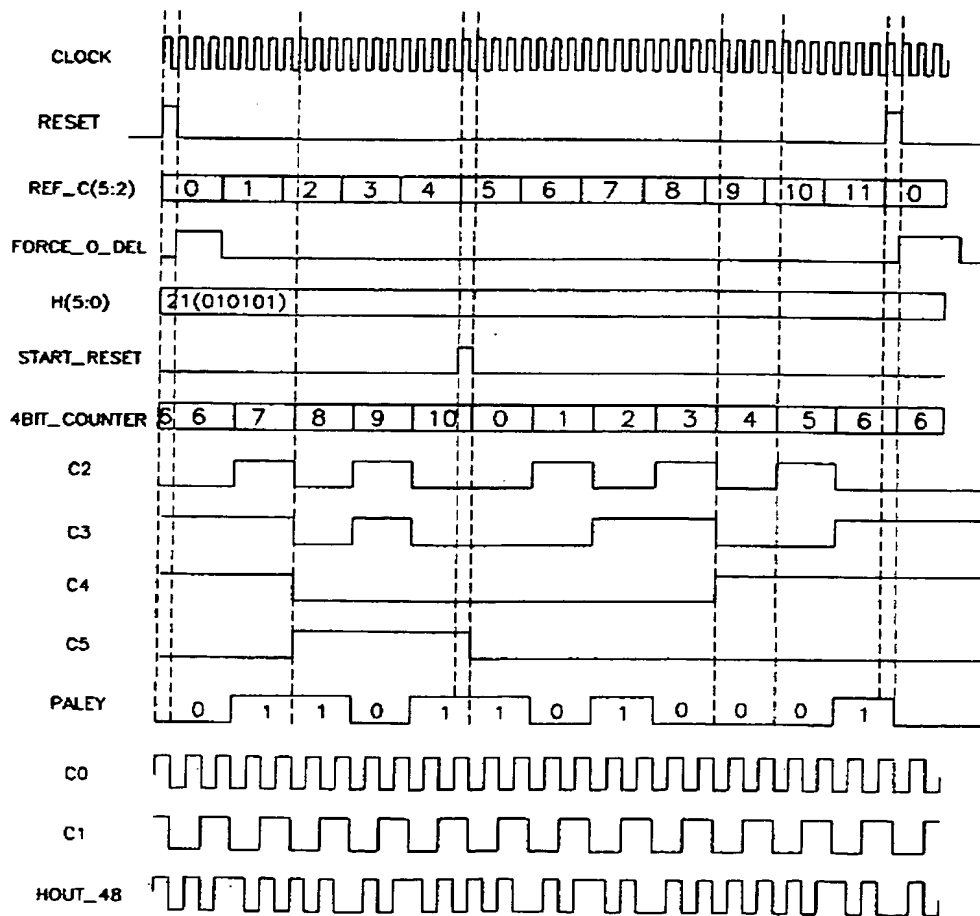 CLOCK
RESET
REF_C(5:2) 0 1 2 3 4 5 6 7 8 9 10 11 0
FORCE_0_DEL
H(5:0) 21(010101)
START_RESET
4BIT_COUNTER 5 6 7 8 9 10 0 1 2 3 4 5 6 6
C2
C3
C4
C5
PALEY 0 1 1 0 1 1 0 1 0 0 0 1
C0
C1
HOUT_48